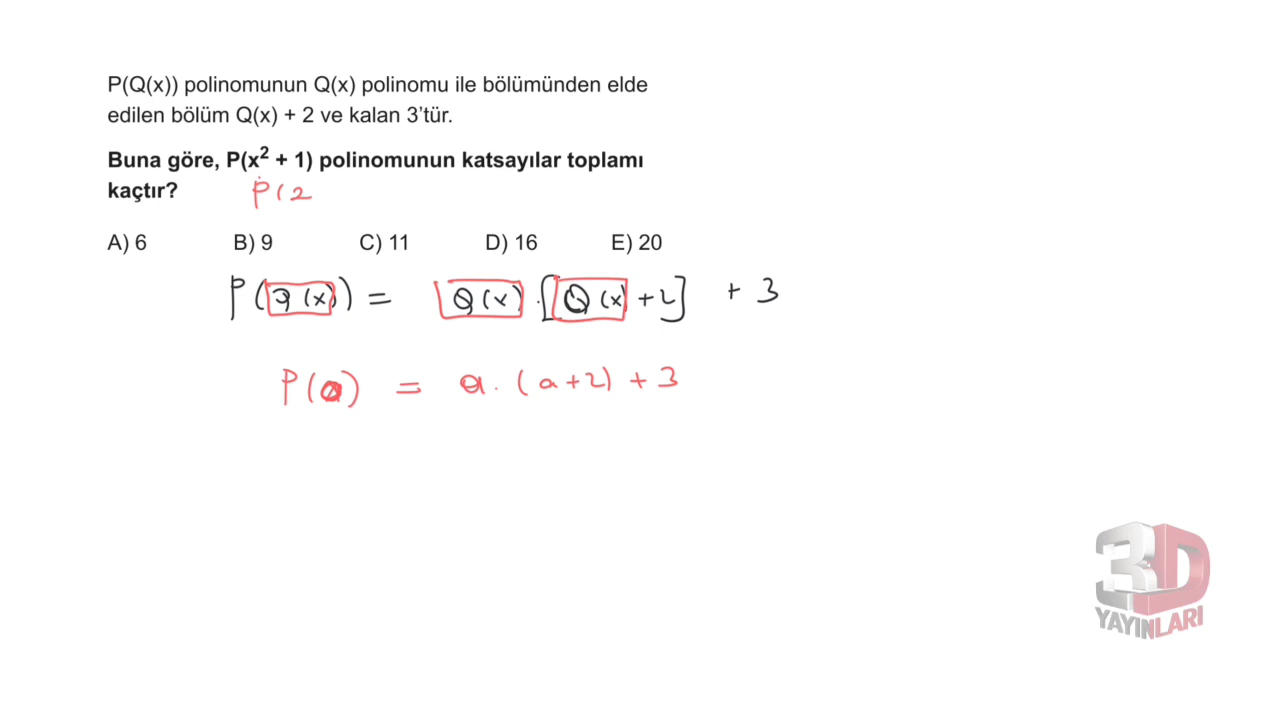 P(Q(x)) polinomunun Q(x) polinomu ile bölümünden elde
edilen bölüm Q(x) + 2 ve kalan 3’tür.
Buna göre, P(x² + 1) polinomunun katsayılar toplamı
kaçtır?
P(2
A) 6 B) 9 C) 11 D) 16 E) 20
P(Q(x)) = Q(x) · [Q(x) + 2] + 3
P(a) = a · (a+2) + 3
3D
YAYINLARI